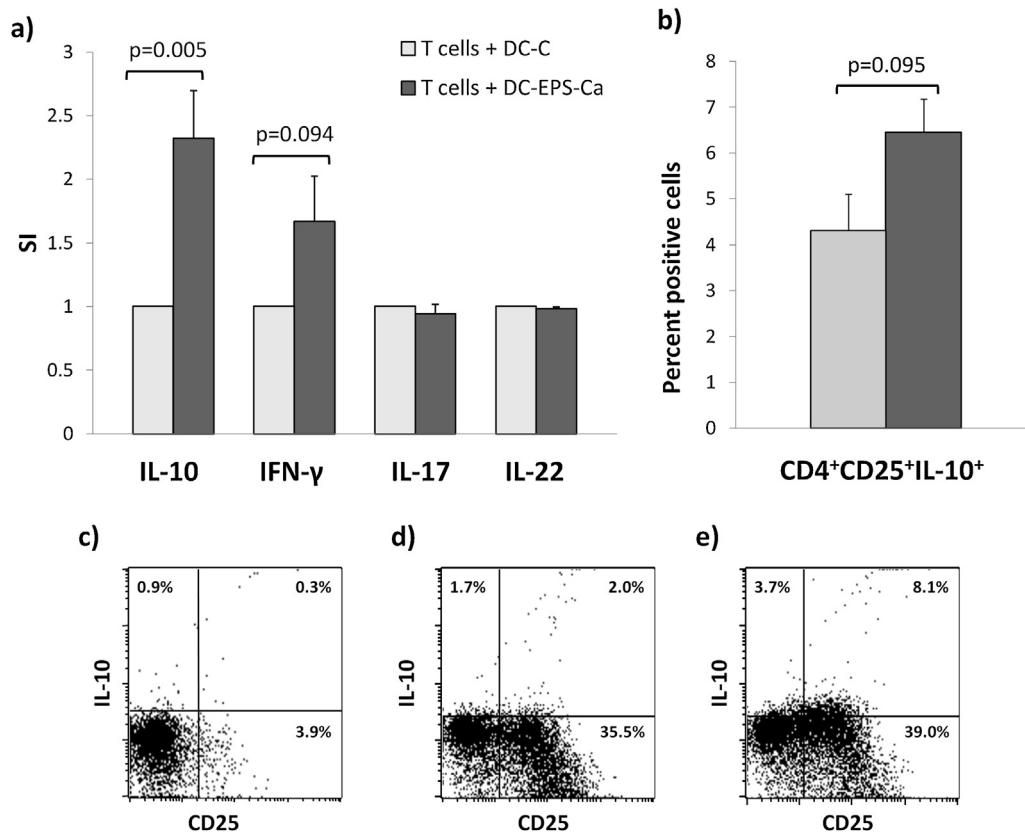 a)
T cells + DC-C
T cells + DC-EPS-Ca
p=0.005
p=0.094
3
2.5
2
1.5
1
0.5
0
SI
IL-10 IFN-γ IL-17 IL-22
b)
p=0.095
8
7
6
5
4
3
2
1
0
Percent positive cells
CD4⁺CD25⁺IL-10⁺
c)
0.9% 0.3%
3.9%
IL-10
CD25
d)
1.7% 2.0%
35.5%
IL-10
CD25
e)
3.7% 8.1%
39.0%
IL-10
CD25